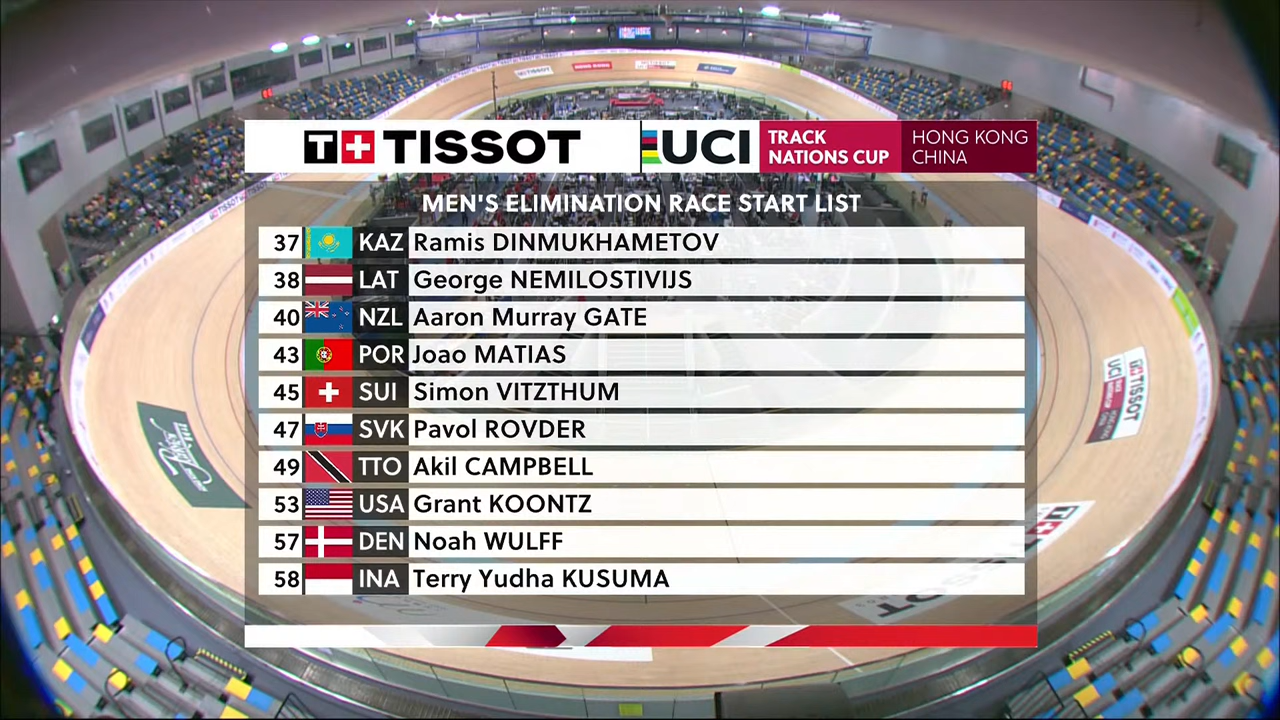 T+ TISSOT
UCI
TRACK NATIONS CUP
HONG KONG CHINA
MEN'S ELIMINATION RACE START LIST
37 KAZ Ramis DINMUKHAMETOV
38 LAT George NEMILOSTIVIJS
40 NZL Aaron Murray GATE
43 POR Joao MATIAS
45 SUI Simon VITZTHUM
47 SVK Pavol ROVDER
49 TTO Akil CAMPBELL
53 USA Grant KOONTZ
57 DEN Noah WULFF
58 INA Terry Yudha KUSUMA
TISSOT
UCI